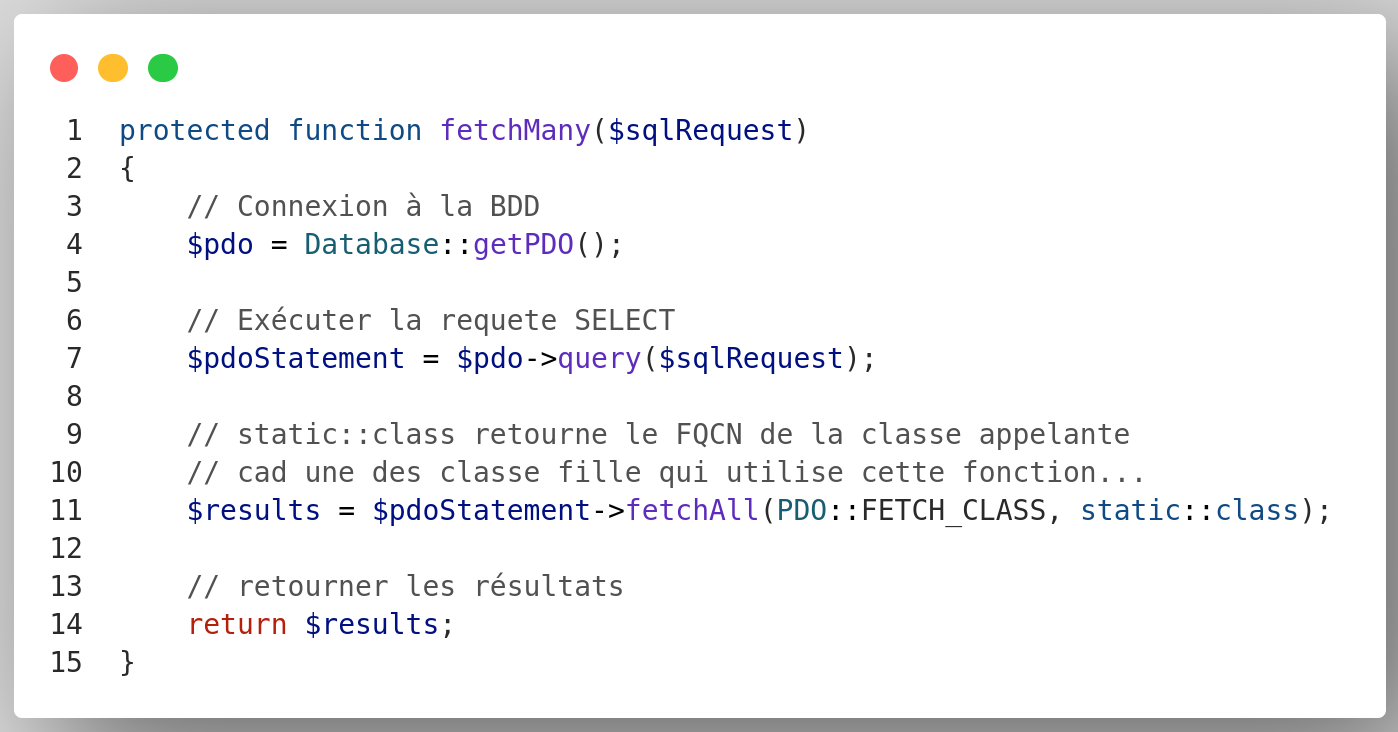 1 protected function fetchMany($sqlRequest)
2 {
3     // Connexion à la BDD
4     $pdo = Database::getPDO();
5
6     // Exécuter la requete SELECT
7     $pdoStatement = $pdo->query($sqlRequest);
8
9     // static::class retourne le FQCN de la classe appelante
10     // cad une des classe fille qui utilise cette fonction...
11     $results = $pdoStatement->fetchAll(PDO::FETCH_CLASS, static::class);
12
13     // retourner les résultats
14     return $results;
15 }